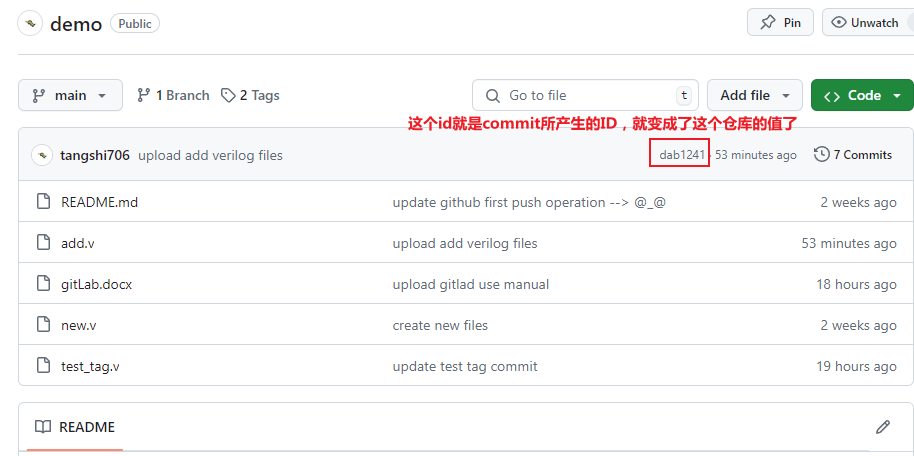 demo Public Pin Unwatch
main 1 Branch 2 Tags Go to file t Add file Code
这个id就是commit所产生的ID，就变成了这个仓库的值了
tangshi706 upload add verilog files dab1241 · 53 minutes ago 7 Commits
README.md update github first push operation --> @_@ 2 weeks ago
add.v upload add verilog files 53 minutes ago
gitLab.docx upload gitlad use manual 18 hours ago
new.v create new files 2 weeks ago
test_tag.v update test tag commit 19 hours ago
README